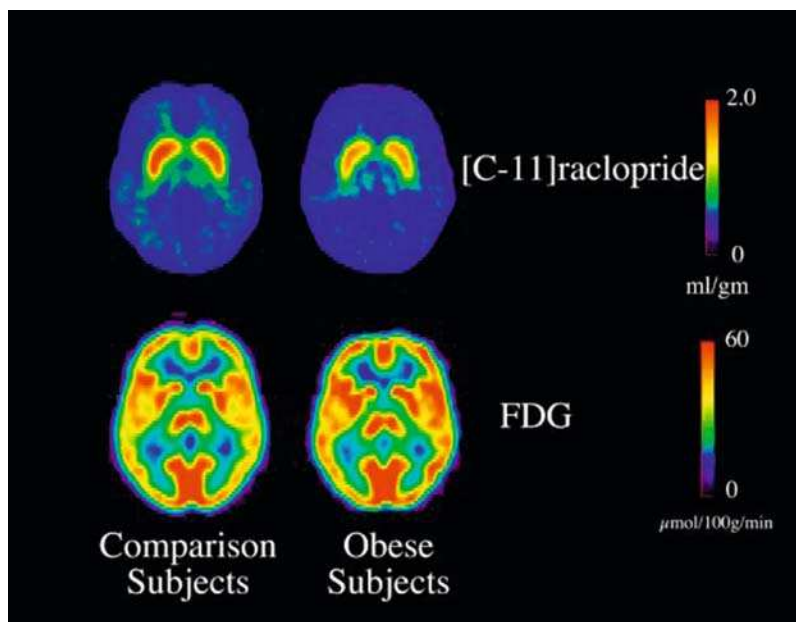 2.0
[C-11]raclopride
0
ml/gm
60
FDG
0
μmol/100g/min
Comparison
Subjects
Obese
Subjects